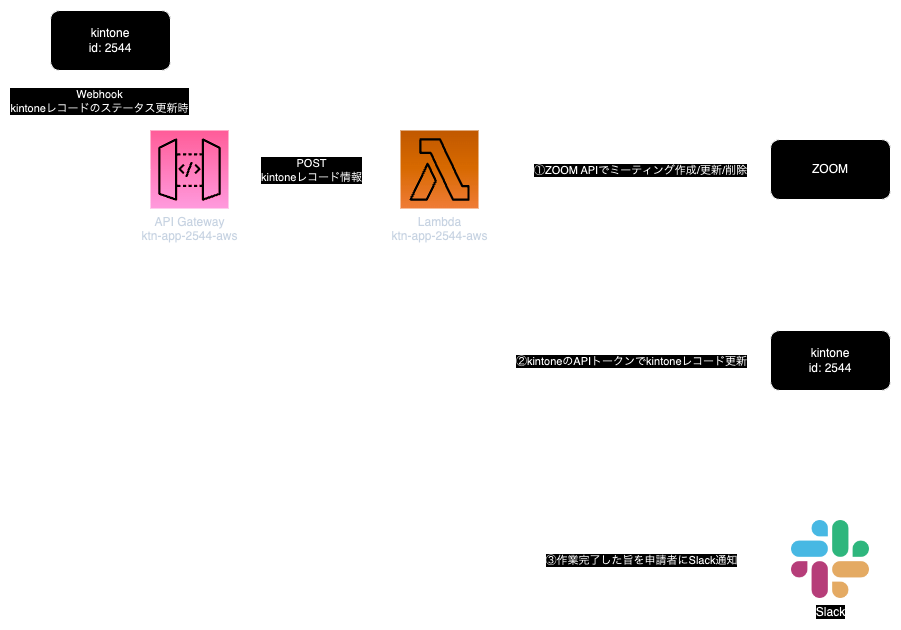 kintone
id: 2544
Webhook
kintoneレコードのステータス更新時
POST
kintoneレコード情報
API Gateway
ktn-app-2544-aws
Lambda
ktn-app-2544-aws
①ZOOM APIでミーティング作成/更新/削除
ZOOM
②kintoneのAPIトークンでkintoneレコード更新
kintone
id: 2544
③作業完了した旨を申請者にSlack通知
Slack